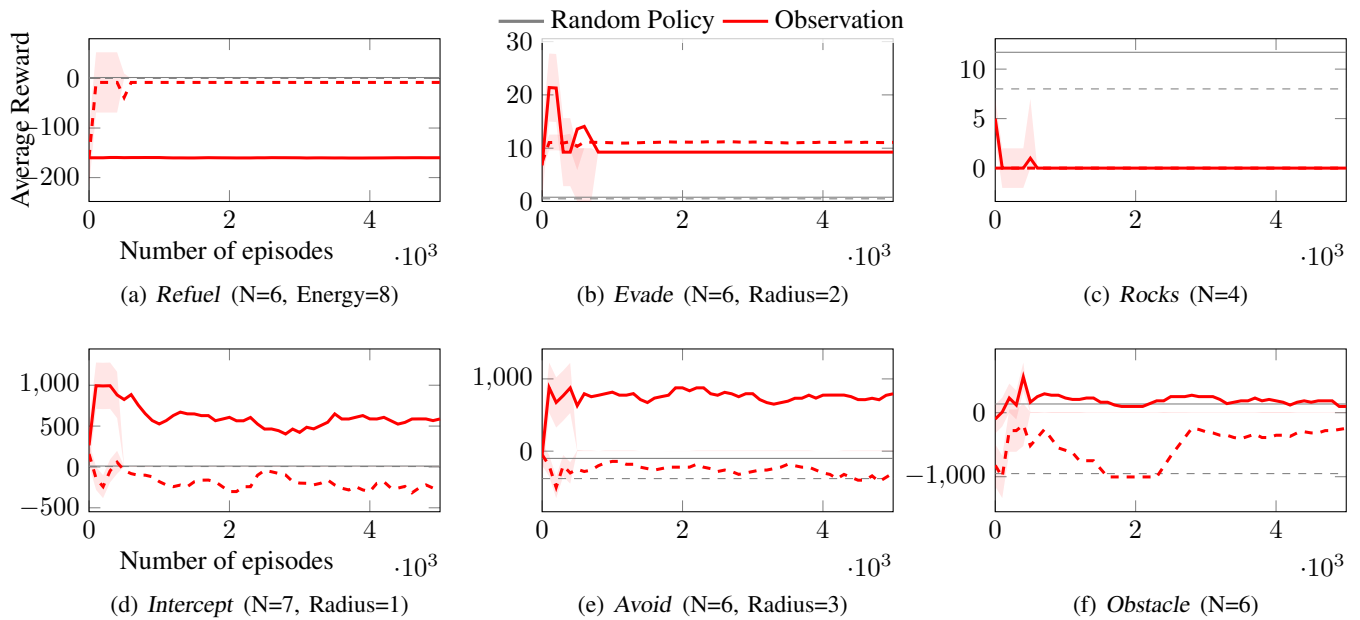 Random Policy Observation
Average Reward
0
−100
−200
0 2 4
Number of episodes ·10³
(a) Refuel (N=6, Energy=8)
30
20
10
0
0 2 4
·10³
(b) Evade (N=6, Radius=2)
10
5
0
0 2 4
·10³
(c) Rocks (N=4)
1,000
500
0
−500
0 2 4
Number of episodes ·10³
(d) Intercept (N=7, Radius=1)
1,000
0
0 2 4
·10³
(e) Avoid (N=6, Radius=3)
0
−1,000
0 2 4
·10³
(f) Obstacle (N=6)